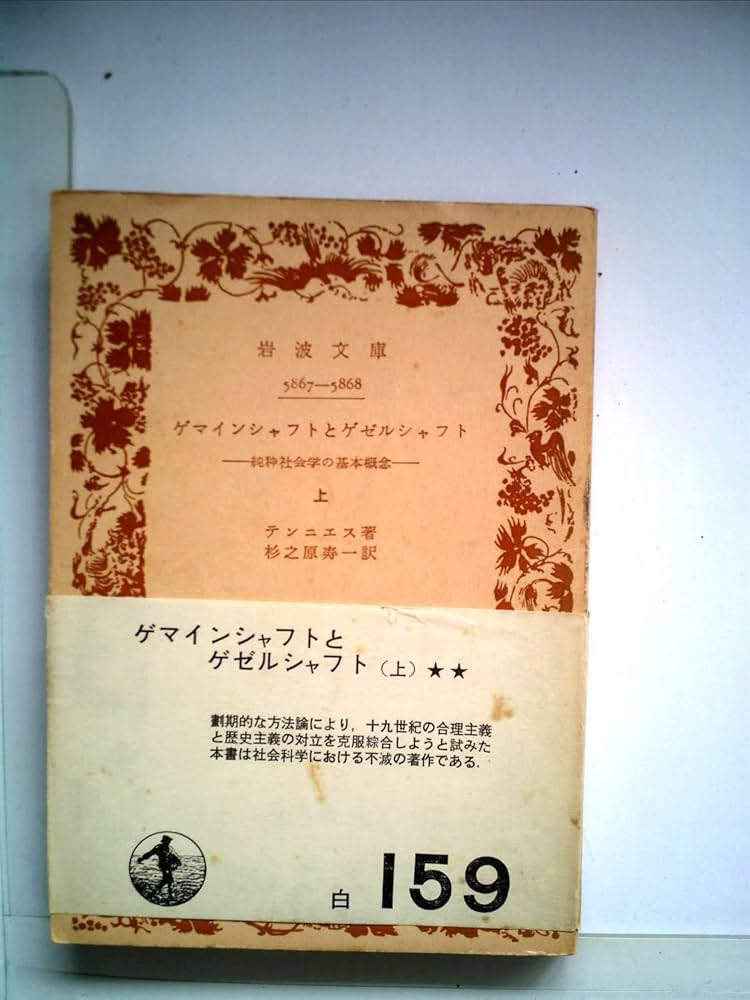 岩波文庫
5867—5868
ゲマインシャフトとゲゼルシャフト
——純粋社会学の基本概念——
上
テンニエス著
杉之原寿一訳
ゲマインシャフトと
ゲゼルシャフト（上）★★
劃期的な方法論により，十九世紀の合理主義
と歴史主義の対立を克服綜合しようと試みた
本書は社会科学における不滅の著作である．
白 159